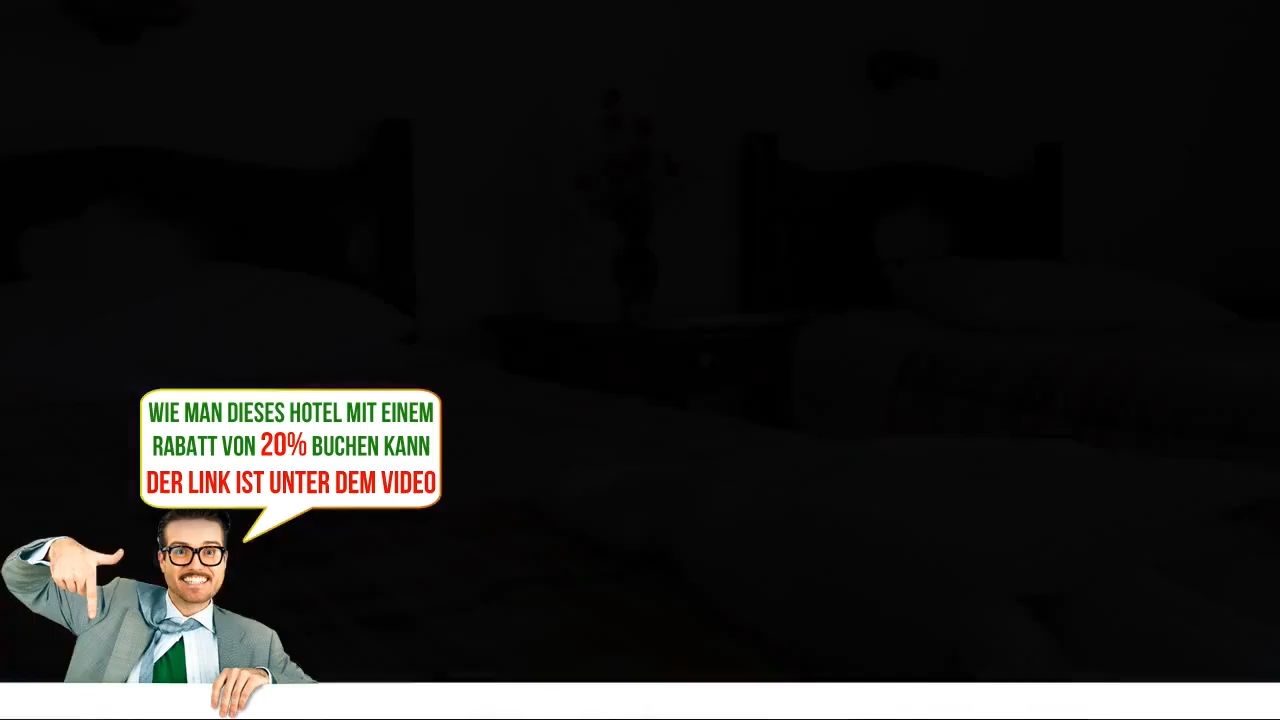 WIE MAN DIESES HOTEL MIT EINEM
RABATT VON 20% BUCHEN KANN
DER LINK IST UNTER DEM VIDEO